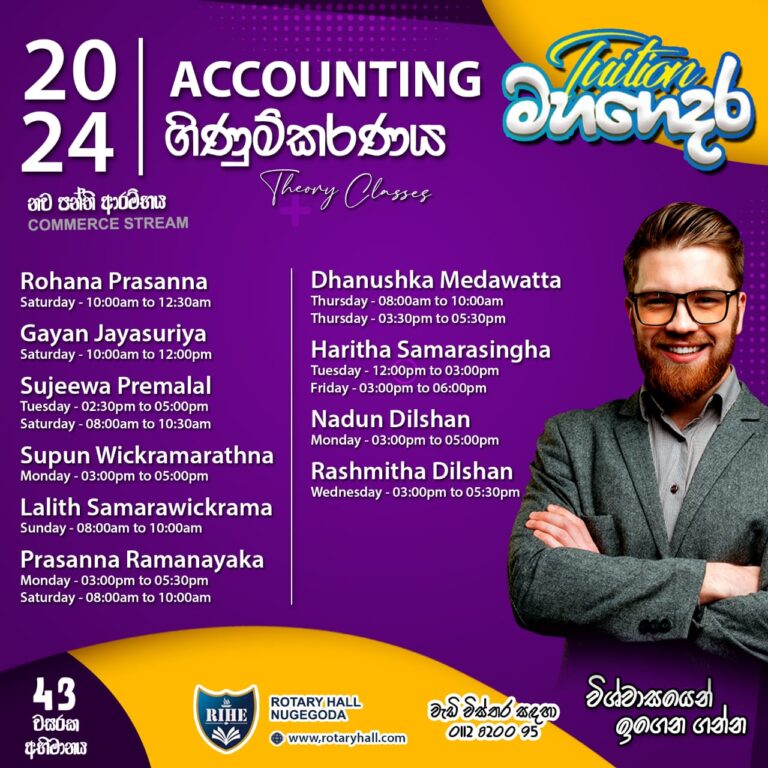 20
24
ACCOUNTING
ගිණුම්කරණය
Theory Classes
Tuition
මහගෙදර
නව පන්ති ආරම්භය
COMMERCE STREAM
Rohana Prasanna
Saturday - 10:00am to 12:30am
Gayan Jayasuriya
Saturday - 10:00am to 12:00pm
Sujeewa Premalal
Tuesday - 02:30pm to 05:00pm
Saturday - 08:00am to 10:30am
Supun Wickramarathna
Monday - 03:00pm to 05:00pm
Lalith Samarawickrama
Sunday - 08:00am to 10:00am
Prasanna Ramanayaka
Monday - 03:00pm to 05:30pm
Saturday - 08:00am to 10:00am
Dhanushka Medawatta
Thursday - 08:00am to 10:00am
Thursday - 03:30pm to 05:30pm
Haritha Samarasingha
Tuesday - 12:00pm to 03:00pm
Friday - 03:00pm to 06:00pm
Nadun Dilshan
Monday - 03:00pm to 05:00pm
Rashmitha Dilshan
Wednesday - 03:00pm to 05:30pm
43
වසරක
අභිමානය
RIHE
ROTARY HALL
NUGEGODA
www.rotaryhall.com
වැඩි විස්තර සඳහා
0112 8200 95
විශ්වාසයෙන්
ඉගෙන ගන්න